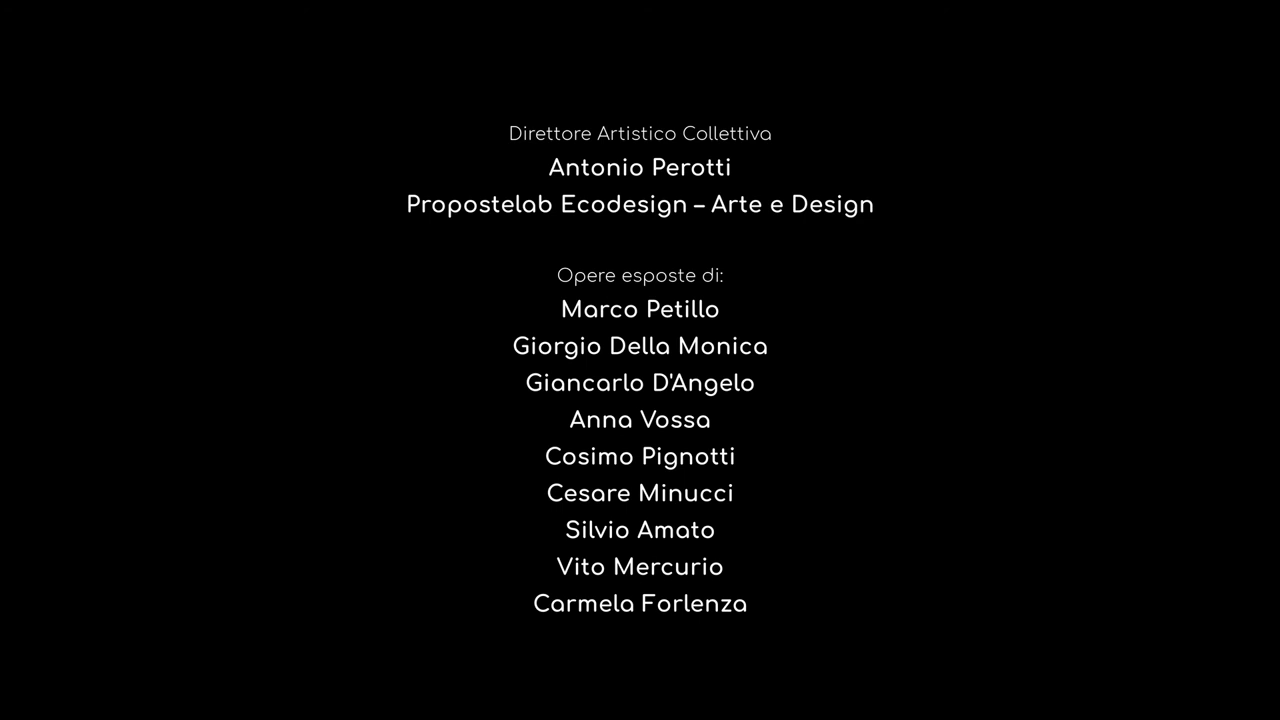 Direttore Artistico Collettiva
Antonio Perotti
Propostelab Ecodesign – Arte e Design
Opere esposte di:
Marco Petillo
Giorgio Della Monica
Giancarlo D'Angelo
Anna Vossa
Cosimo Pignotti
Cesare Minucci
Silvio Amato
Vito Mercurio
Carmela Forlenza